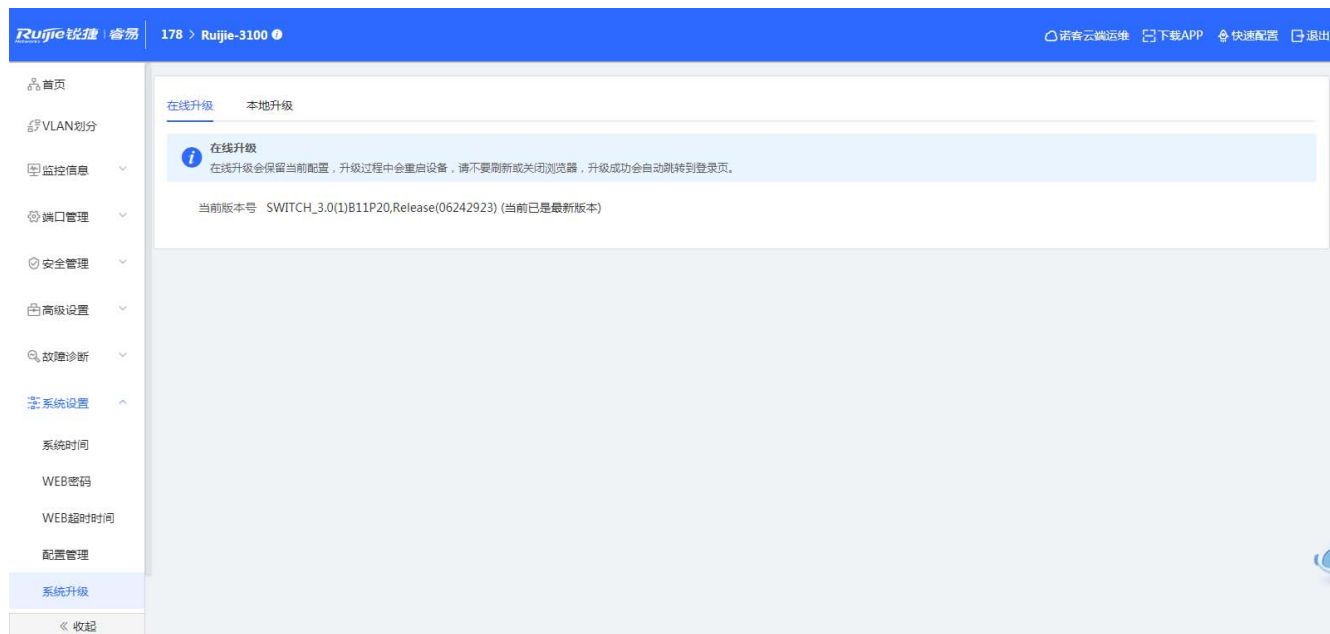 Ruijie锐捷 | 睿易
Networks
178 > Ruijie-3100
诺客云端运维 下载APP 快速配置 退出
首页
VLAN划分
监控信息
端口管理
安全管理
高级设置
故障诊断
系统设置
系统时间
WEB密码
WEB超时时间
配置管理
系统升级
« 收起
在线升级 本地升级
在线升级
在线升级会保留当前配置，升级过程中会重启设备，请不要刷新或关闭浏览器，升级成功会自动跳转到登录页。
当前版本号 SWITCH_3.0(1)B11P20,Release(06242923) (当前已是最新版本)